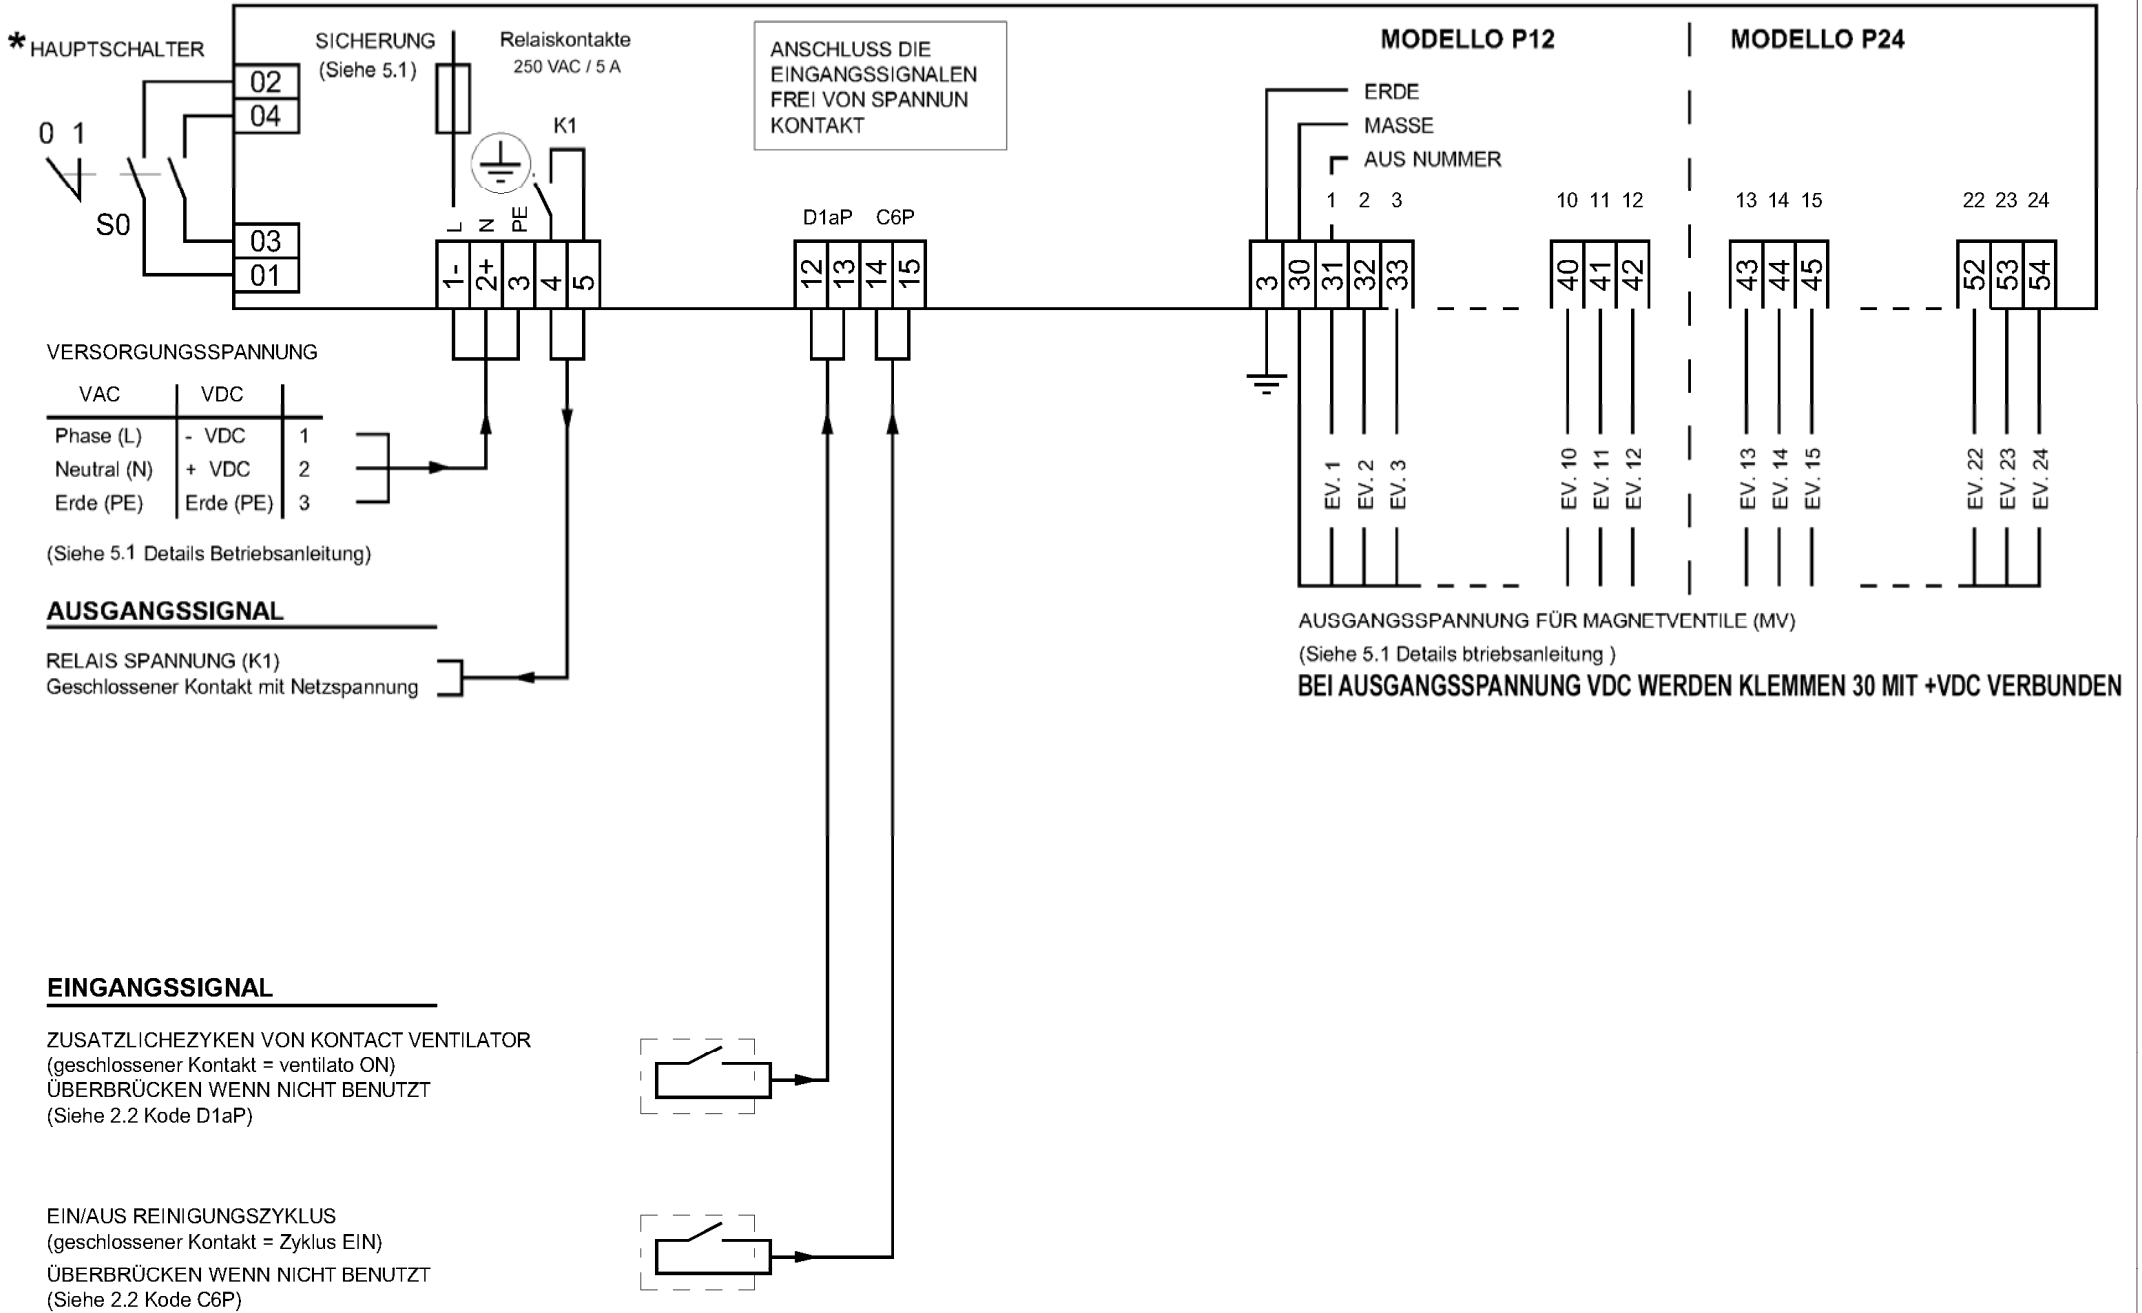 * HAUPTSCHALTER
02
04
0 1
S0
03
01
SICHERUNG
(Siehe 5.1)
Relaiskontakte
250 VAC / 5 A
K1
L
N
PE
1-
2+
3
4
5
ANSCHLUSS DIE
EINGANGSSIGNALEN
FREI VON SPANNUN
KONTAKT
D1aP C6P
12 13 14 15
MODELLO P12
MODELLO P24
ERDE
MASSE
AUS NUMMER
1 2 3
10 11 12
13 14 15
22 23 24
3 30 31 32 33
40 41 42
43 44 45
52 53 54
EV. 1
EV. 2
EV. 3
EV. 10
EV. 11
EV. 12
EV. 13
EV. 14
EV. 15
EV. 22
EV. 23
EV. 24
AUSGANGSSPANNUNG FÜR MAGNETVENTILE (MV)
(Siehe 5.1 Details btriebsanleitung )
BEI AUSGANGSSPANNUNG VDC WERDEN KLEMMEN 30 MIT +VDC VERBUNDEN
VERSORGUNGSSPANNUNG
VAC VDC
Phase (L) - VDC 1
Neutral (N) + VDC 2
Erde (PE) Erde (PE) 3
(Siehe 5.1 Details Betriebsanleitung)
AUSGANGSSIGNAL
RELAIS SPANNUNG (K1)
Geschlossener Kontakt mit Netzspannung
EINGANGSSIGNAL
ZUSATZLICHEZYKEN VON KONTACT VENTILATOR
(geschlossener Kontakt = ventilato ON)
ÜBERBRÜCKEN WENN NICHT BENUTZT
(Siehe 2.2 Kode D1aP)
EIN/AUS REINIGUNGSZYKLUS
(geschlossener Kontakt = Zyklus EIN)
ÜBERBRÜCKEN WENN NICHT BENUTZT
(Siehe 2.2 Kode C6P)